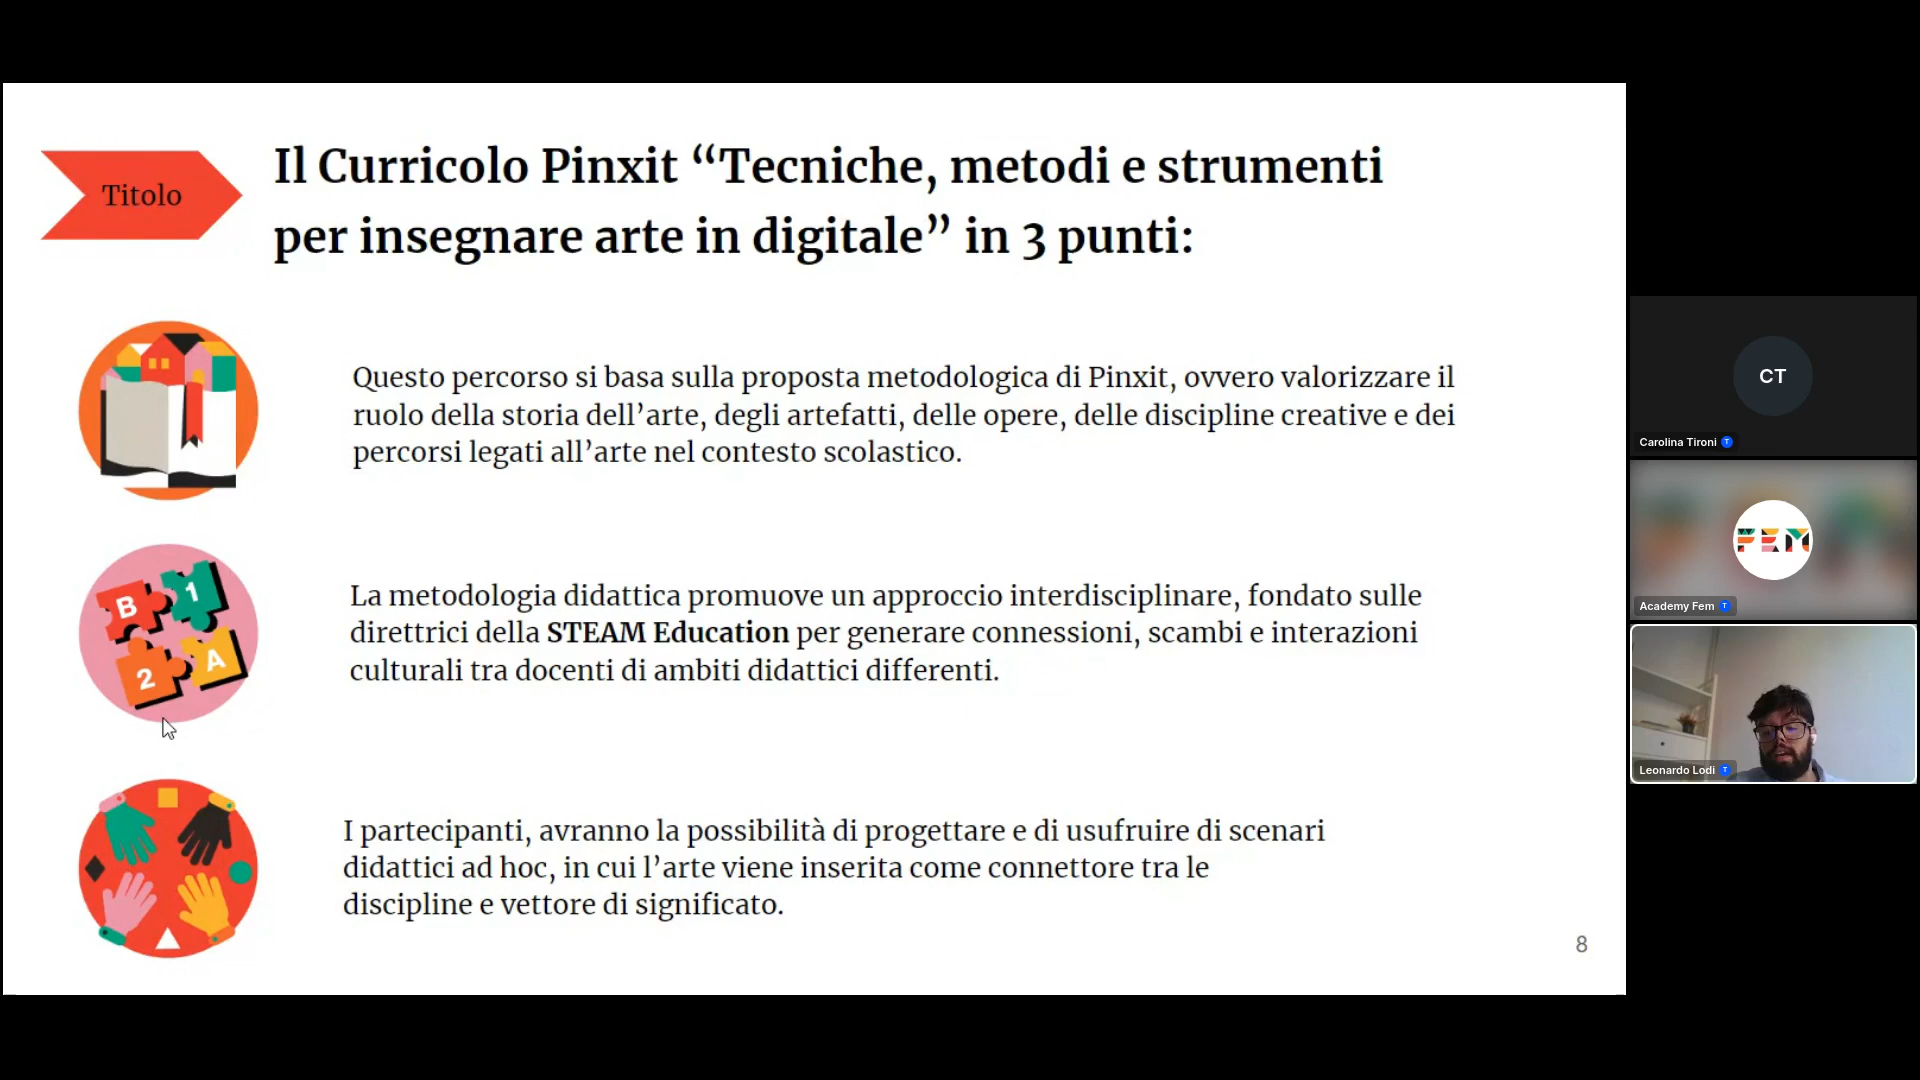 Titolo
Il Curricolo Pinxit “Tecniche, metodi e strumenti
per insegnare arte in digitale” in 3 punti:
Questo percorso si basa sulla proposta metodologica di Pinxit, ovvero valorizzare il
ruolo della storia dell’arte, degli artefatti, delle opere, delle discipline creative e dei
percorsi legati all’arte nel contesto scolastico.
B 1
2 A
La metodologia didattica promuove un approccio interdisciplinare, fondato sulle
direttrici della STEAM Education per generare connessioni, scambi e interazioni
culturali tra docenti di ambiti didattici differenti.
I partecipanti, avranno la possibilità di progettare e di usufruire di scenari
didattici ad hoc, in cui l’arte viene inserita come connettore tra le
discipline e vettore di significato.
8
CT
Carolina Tironi T
FEM
Academy Fem T
Leonardo Lodi T